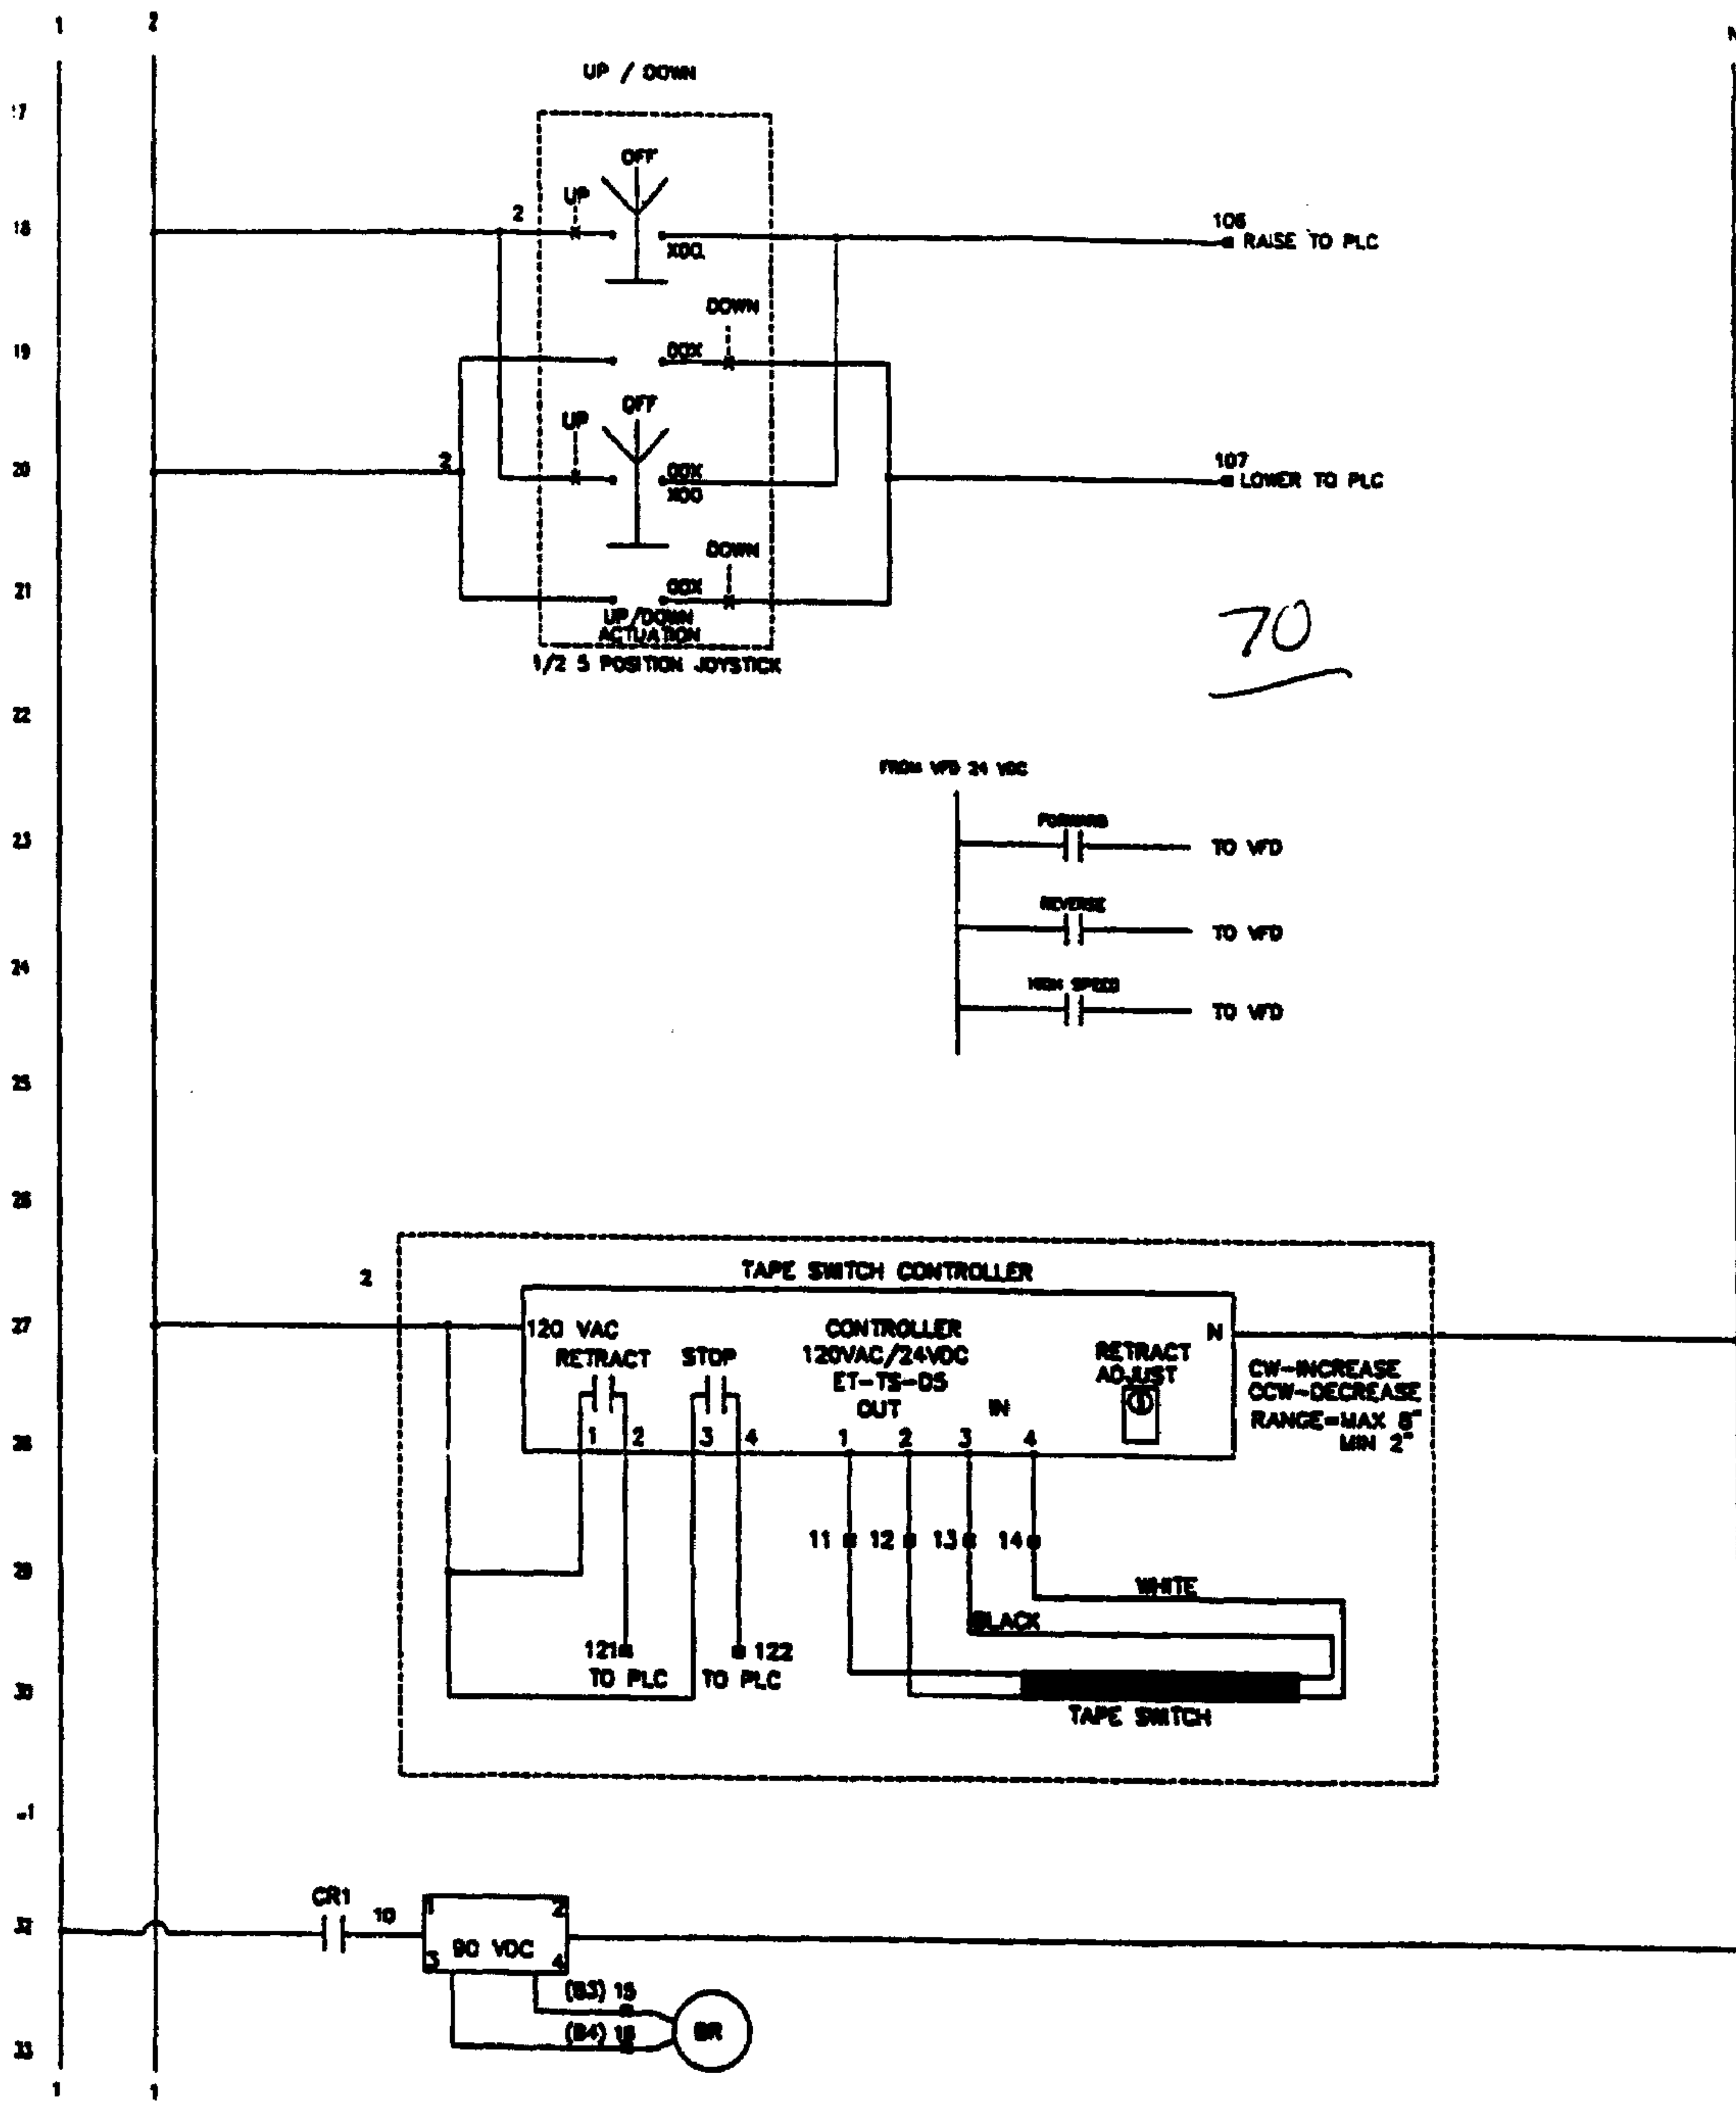 1 2
UP / DOWN
17
OFF
UP
18 2
X00.
106
RAISE TO PLC
DOWN
19
00X
OFF
UP
20 2
00X
X00
107
LOWER TO PLC
DOWN
21
00X
UP/DOWN
ACTUATION
1/2 5 POSITION JOYSTICK
70
22
FROM VFD 24 VDC
FORWARD
23 TO VFD
REVERSE
TO VFD
24
HIGH SPEED
TO VFD
25
26
2
TAPE SWITCH CONTROLLER
27
120 VAC
RETRACT STOP
CONTROLLER
120VAC/24VDC
ET-TS-DS
OUT IN
RETRACT
ADJUST
N
CW-INCREASE
CCW-DECREASE
RANGE=MAX 8"
MIN 2"
28
1 2 3 4 1 2 3 4
11 12 13 14
29
WHITE
BLACK
121 122
TO PLC TO PLC
30
TAPE SWITCH
CR1
32 10
1 2
90 VDC
3 4
(B3) 15
(B4) 16
BR
33
1 1